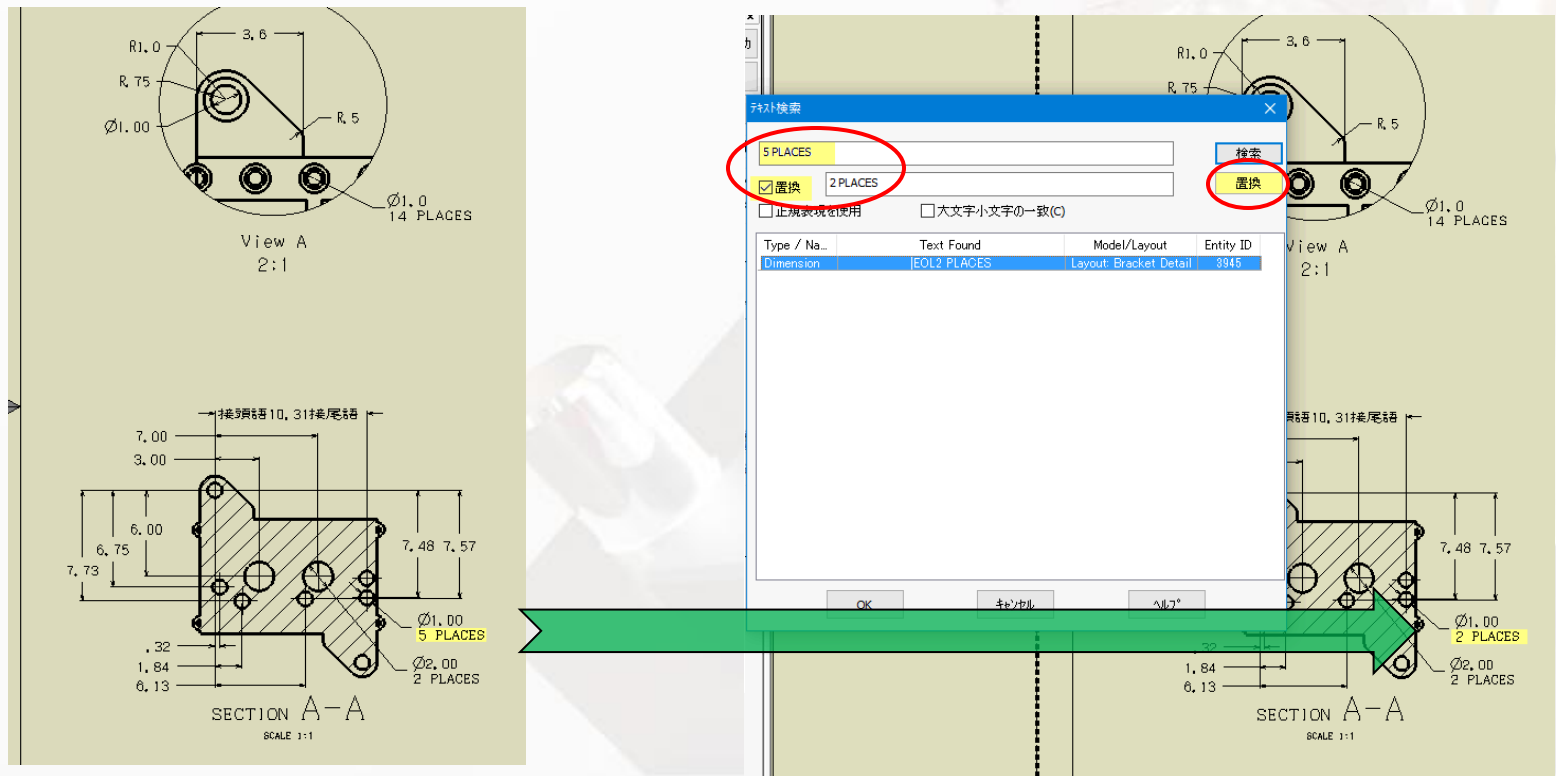 3.6
R1.0
R.75
Ø1.00
R.5
Ø1.0
14 PLACES
View A
2:1
接頭語10.31接尾語
7.00
3.00
6.00
6.75
7.73
7.48 7.57
Ø1.00
5 PLACES
.32
1.84
6.13
Ø2.00
2 PLACES
SECTION A-A
SCALE 1:1
テキスト検索
5 PLACES
検索
置換
2 PLACES
置換
正規表現を使用
大文字小文字の一致(C)
Type / Na...
Text Found
Model/Layout
Entity ID
Dimension
EOL2 PLACES
Layout: Bracket Detail
3945
OK
キャンセル
ヘルプ
3.6
R1.0
R.75
R.5
Ø1.0
14 PLACES
View A
2:1
頭語10.31接尾語
7.48 7.57
Ø1.00
2 PLACES
.32
1.84
6.13
Ø2.00
2 PLACES
SECTION A-A
SCALE 1:1